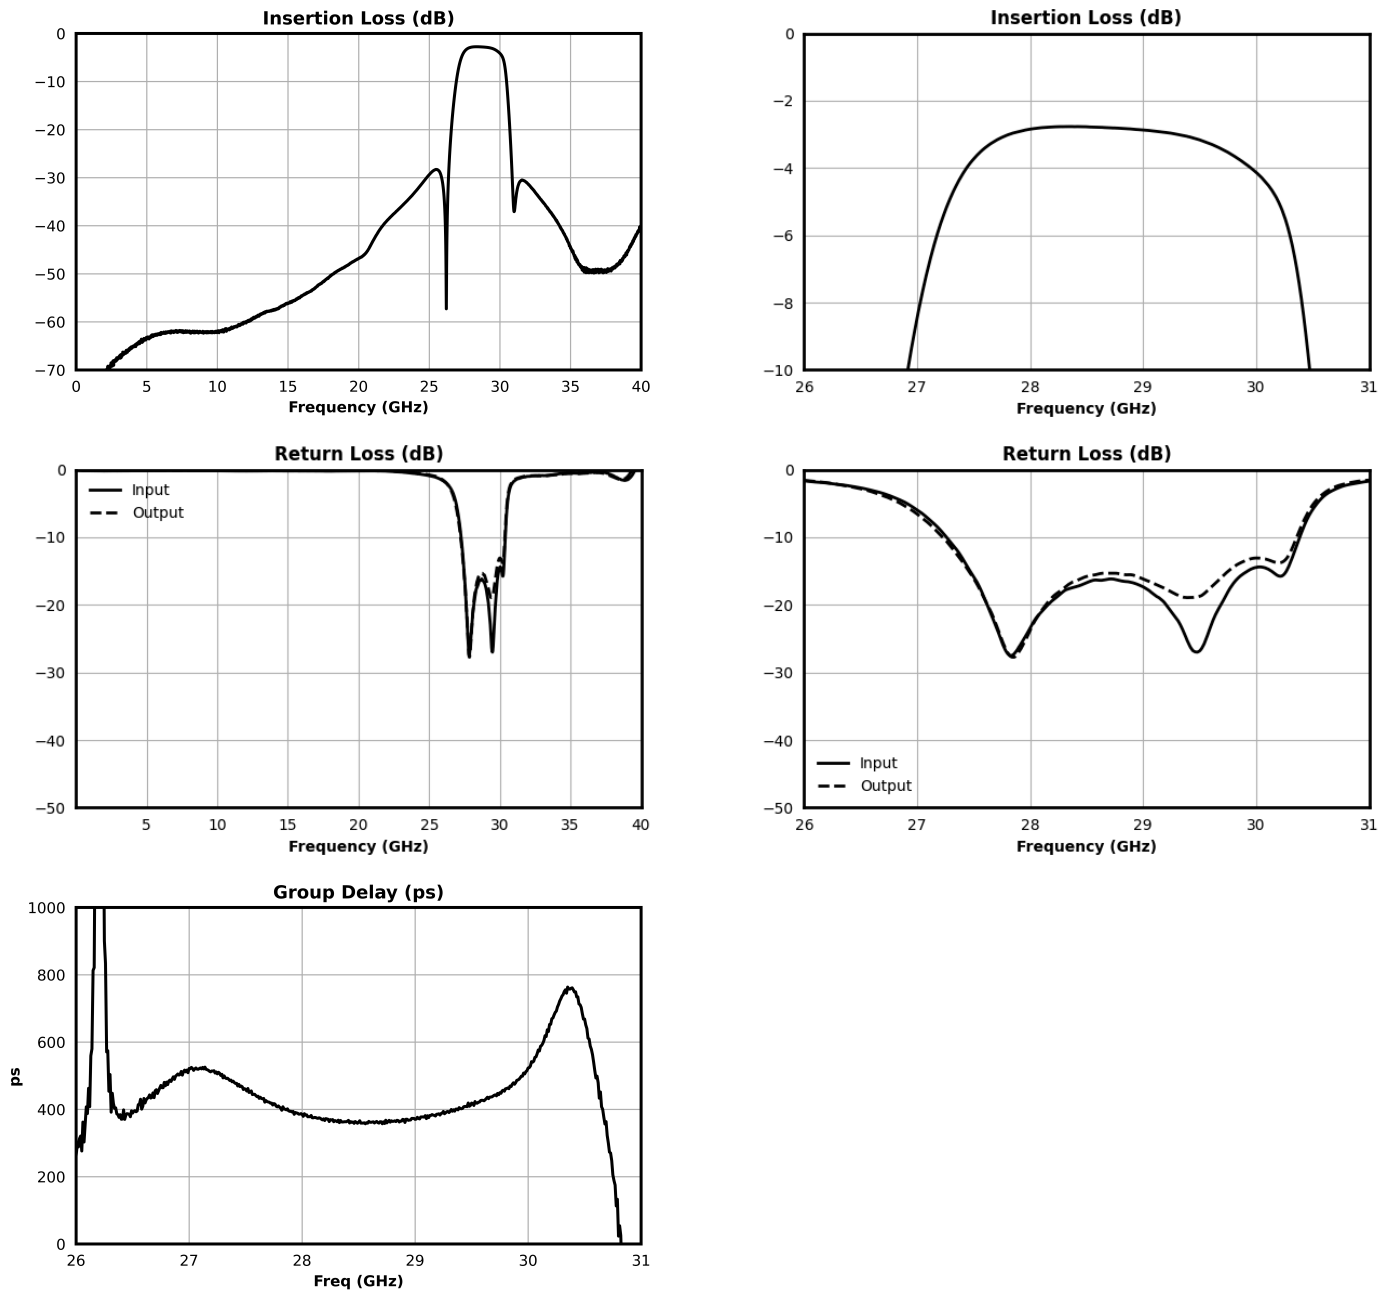 Insertion Loss (dB)
0
−10
−20
−30
−40
−50
−60
−70
0 5 10 15 20 25 30 35 40
Frequency (GHz)
Insertion Loss (dB)
0
−2
−4
−6
−8
−10
26 27 28 29 30 31
Frequency (GHz)
Return Loss (dB)
0
−10
−20
−30
−40
−50
Input
Output
5 10 15 20 25 30 35 40
Frequency (GHz)
Return Loss (dB)
0
−10
−20
−30
−40
−50
Input
Output
26 27 28 29 30 31
Frequency (GHz)
Group Delay (ps)
ps
1000
800
600
400
200
0
26 27 28 29 30 31
Freq (GHz)